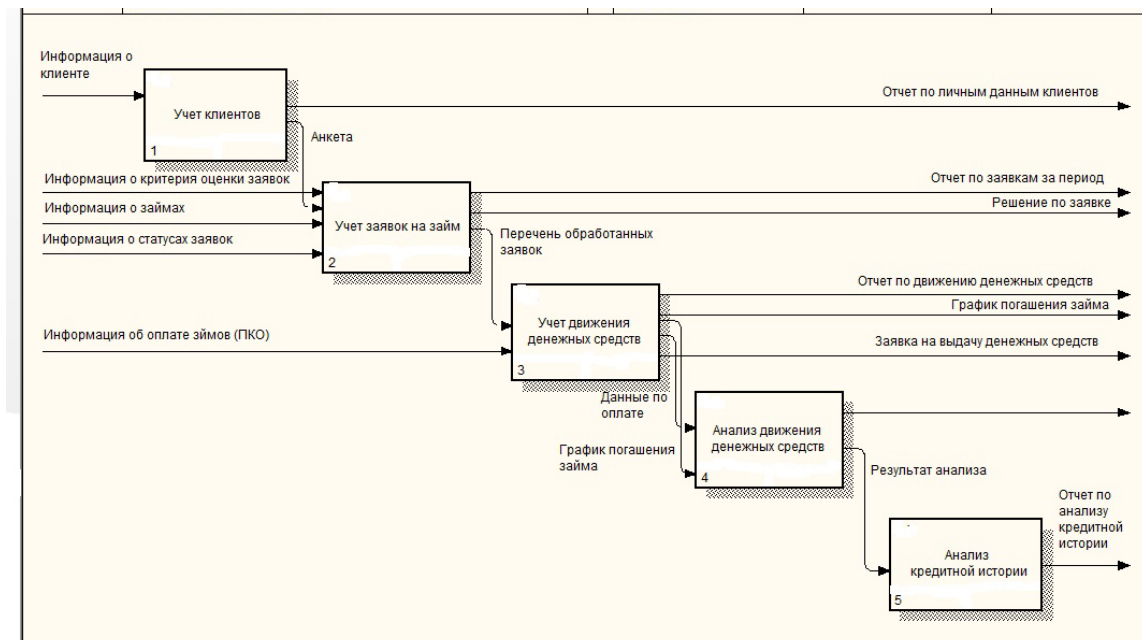 Информация о
клиенте
Учет клиентов
1
Отчет по личным данным клиентов
Анкета
Информация о критерия оценки заявок
Информация о займах
Информация о статусах заявок
Учет заявок на займ
2
Отчет по заявкам за период
Решение по заявке
Перечень обработанных
заявок
Информация об оплате зймов (ПКО)
Учет движения
денежных средств
3
Отчет по движению денежных средств
График погашения займа
Заявка на выдачу денежных средств
Данные по
оплате
График погашения
займа
Анализ движения
денежных средств
4
Результат анализа
Анализ
кредитной истории
5
Отчет по
анализу
кредитной
истории